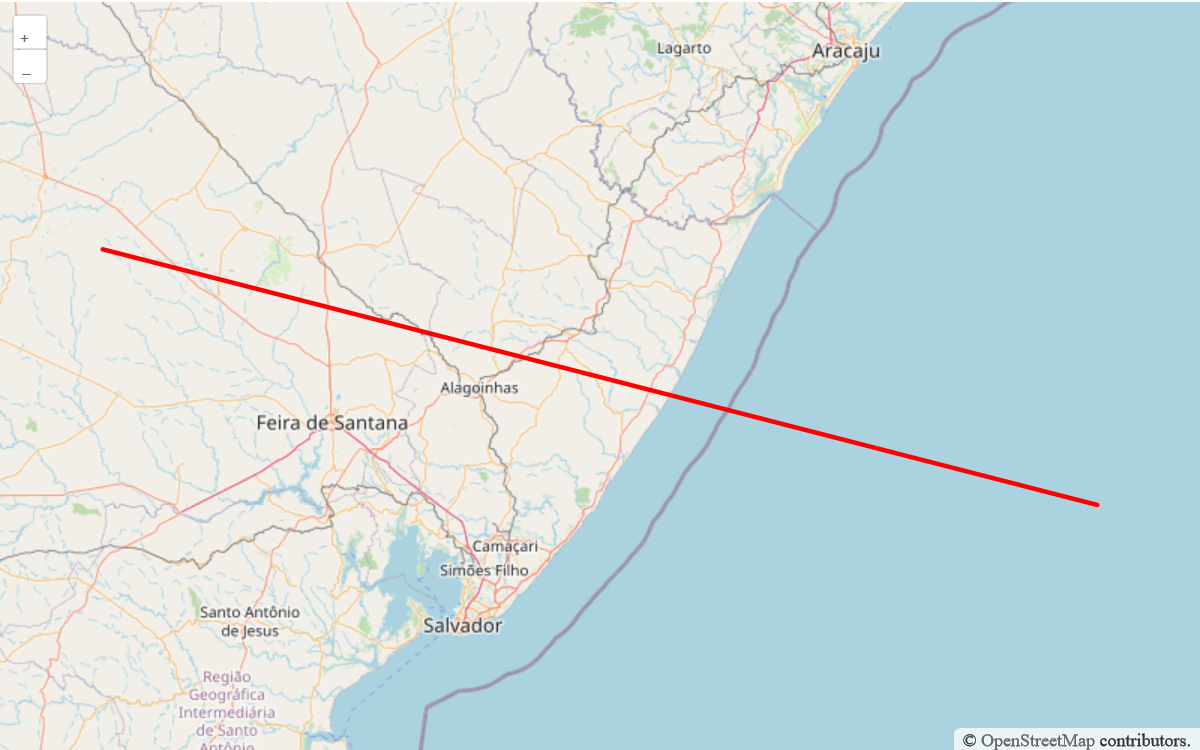 +
–
Lagarto
Aracaju
Alagoinhas
Feira de Santana
Camaçari
Simões Filho
Santo Antônio
de Jesus
Salvador
Região
Geográfica
Intermediária
de Santo
Antônio
© OpenStreetMap contributors.